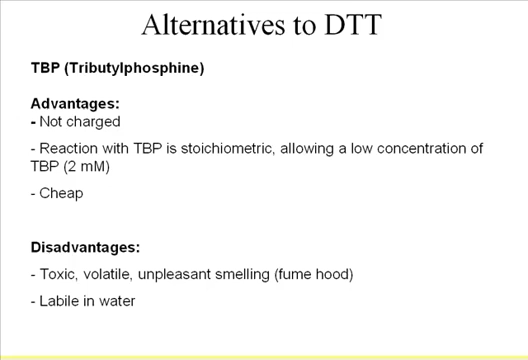 Alternatives to DTT
TBP (Tributylphosphine)
Advantages:
- Not charged
- Reaction with TBP is stoichiometric, allowing a low concentration of
TBP (2 mM)
- Cheap
Disadvantages:
- Toxic, volatile, unpleasant smelling (fume hood)
- Labile in water